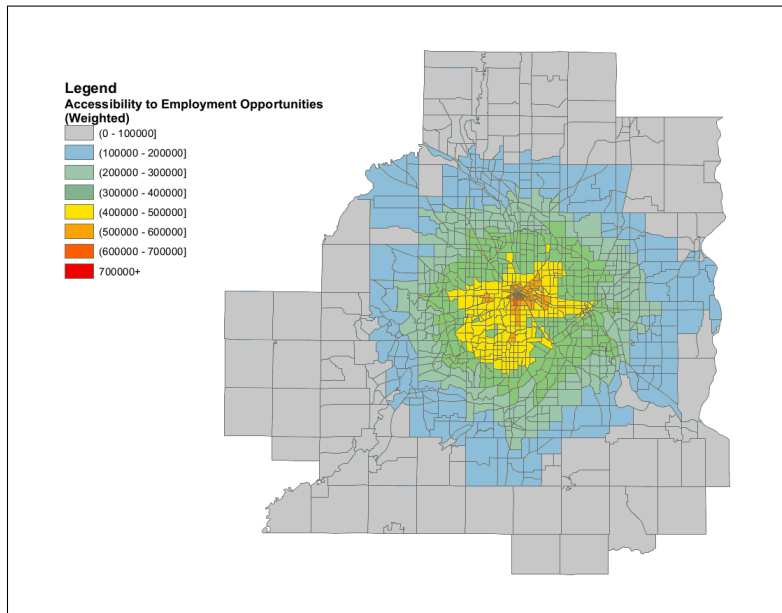 Legend
Accessibility to Employment Opportunities
(Weighted)
(0 - 100000]
(100000 - 200000]
(200000 - 300000]
(300000 - 400000]
(400000 - 500000]
(500000 - 600000]
(600000 - 700000]
700000+